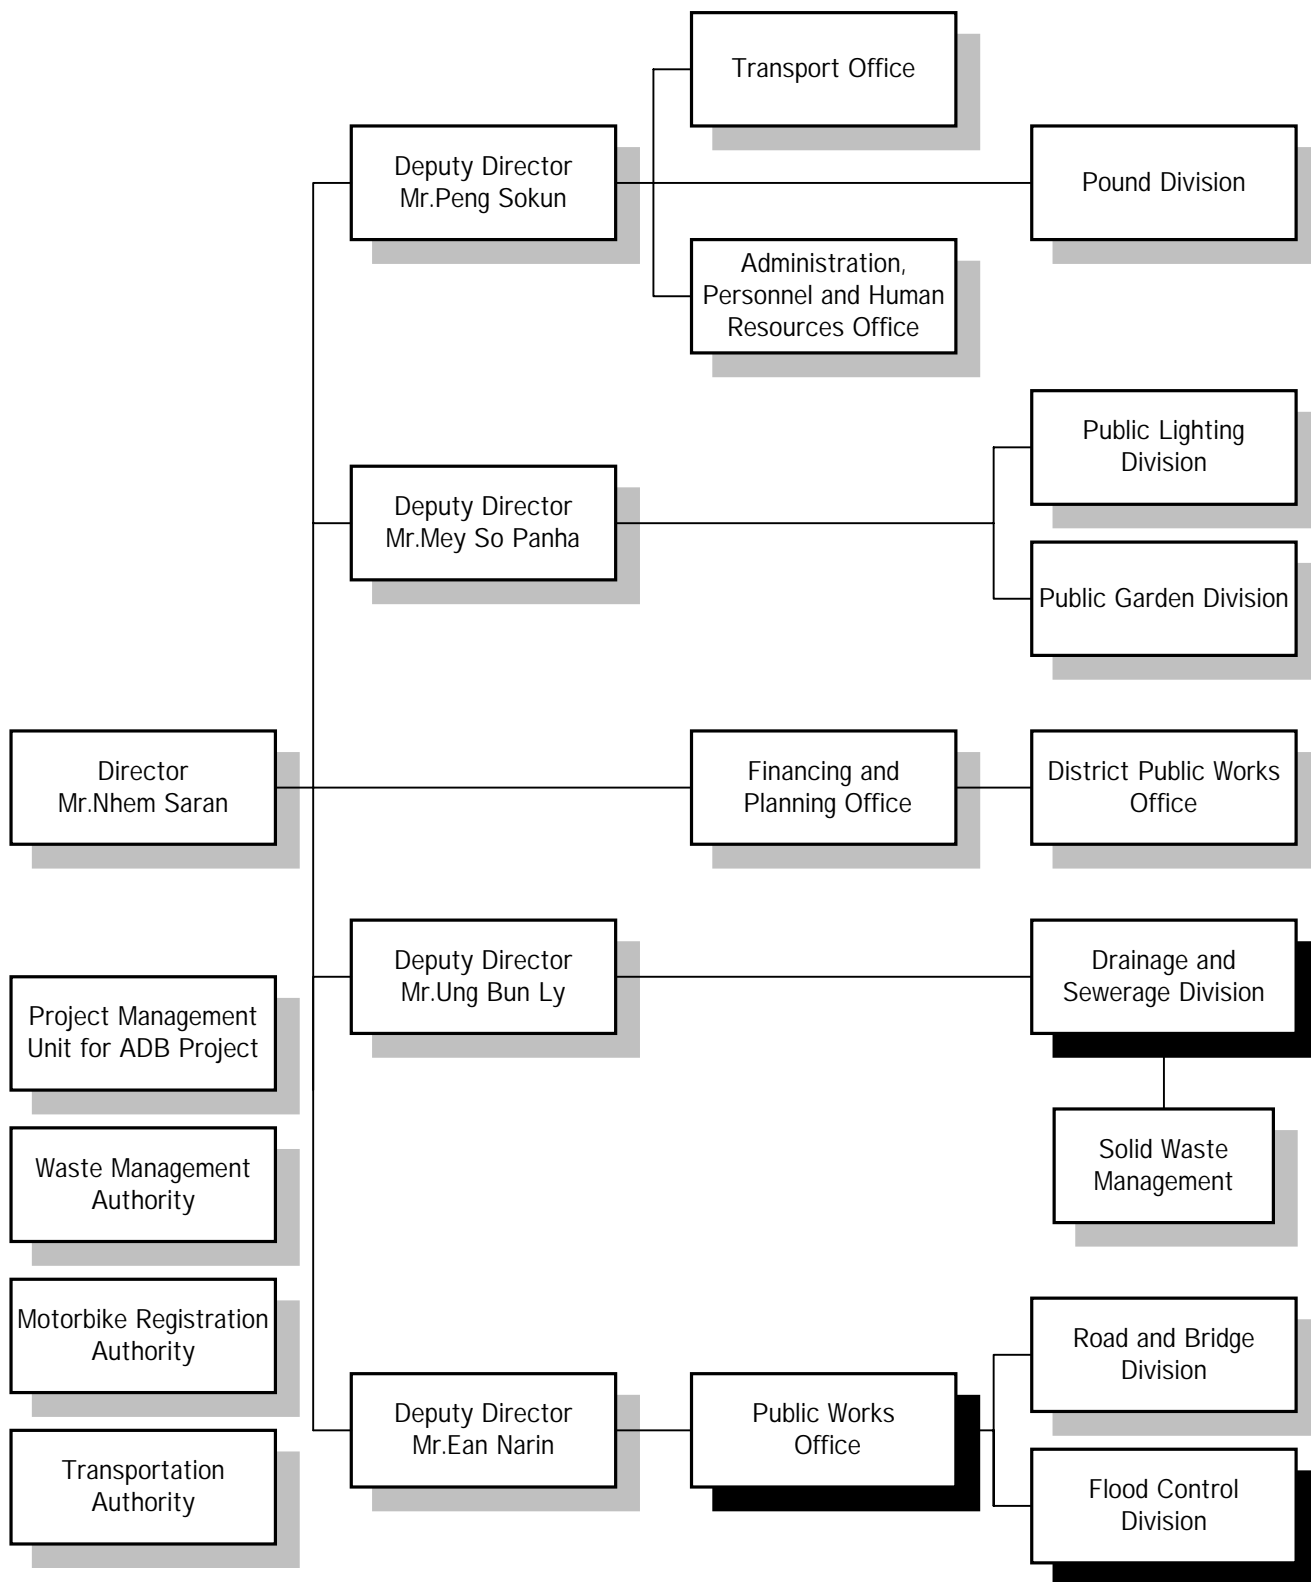 Transport Office
Deputy Director
Mr.Peng Sokun
Pound Division
Administration,
Personnel and Human
Resources Office
Public Lighting
Division
Deputy Director
Mr.Mey So Panha
Public Garden Division
Director
Mr.Nhem Saran
Financing and
Planning Office
District Public Works
Office
Deputy Director
Mr.Ung Bun Ly
Drainage and
Sewerage Division
Project Management
Unit for ADB Project
Solid Waste
Management
Waste Management
Authority
Motorbike Registration
Authority
Road and Bridge
Division
Deputy Director
Mr.Ean Narin
Public Works
Office
Transportation
Authority
Flood Control
Division